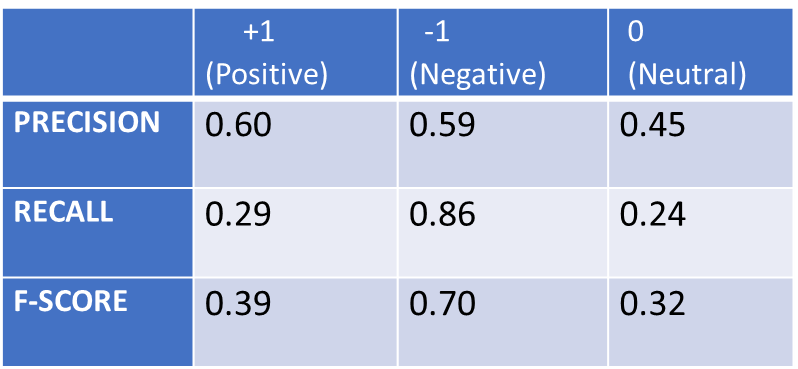 +1 -1 0
(Positive) (Negative) (Neutral)
PRECISION 0.60 0.59 0.45
RECALL 0.29 0.86 0.24
F-SCORE 0.39 0.70 0.32